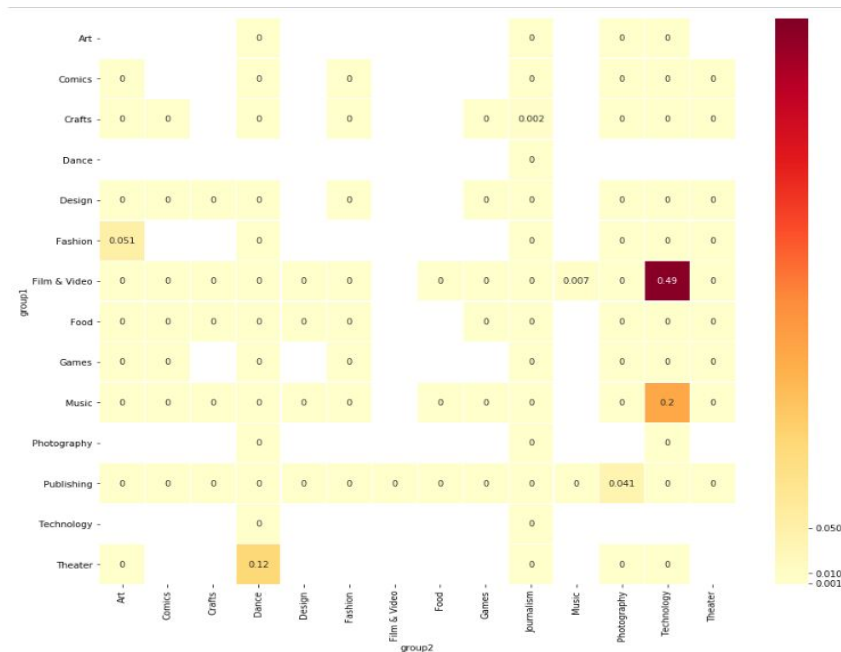 Art 0 0 0 0
Comics 0 0 0 0 0 0 0
Crafts 0 0 0 0 0 0.002 0 0 0
Dance 0
Design 0 0 0 0 0 0 0 0 0 0
Fashion 0.051 0 0 0 0 0
group1
Film & Video 0 0 0 0 0 0 0 0 0 0.007 0 0.49 0
Food 0 0 0 0 0 0 0 0 0 0 0
Games 0 0 0 0 0 0 0 0
Music 0 0 0 0 0 0 0 0 0 0 0.2 0
Photography 0 0 0
Publishing 0 0 0 0 0 0 0 0 0 0 0 0.041 0 0
Technology 0 0
Theater 0 0.12 0 0 0
Art Comics Crafts Dance Design Fashion Film & Video Food Games Journalism Music Photography Technology Theater
group2
0.050
0.010
0.001